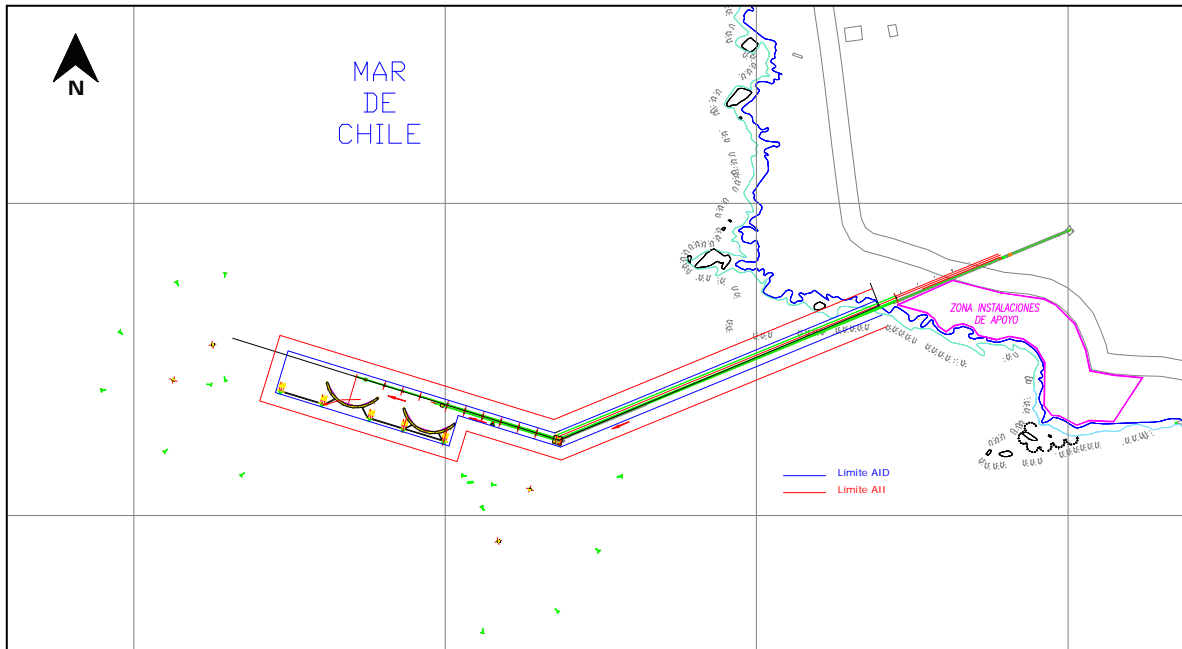 N
MAR
DE
CHILE
ZONA INSTALACIONES
DE APOYO
Limite AID
Limite AII